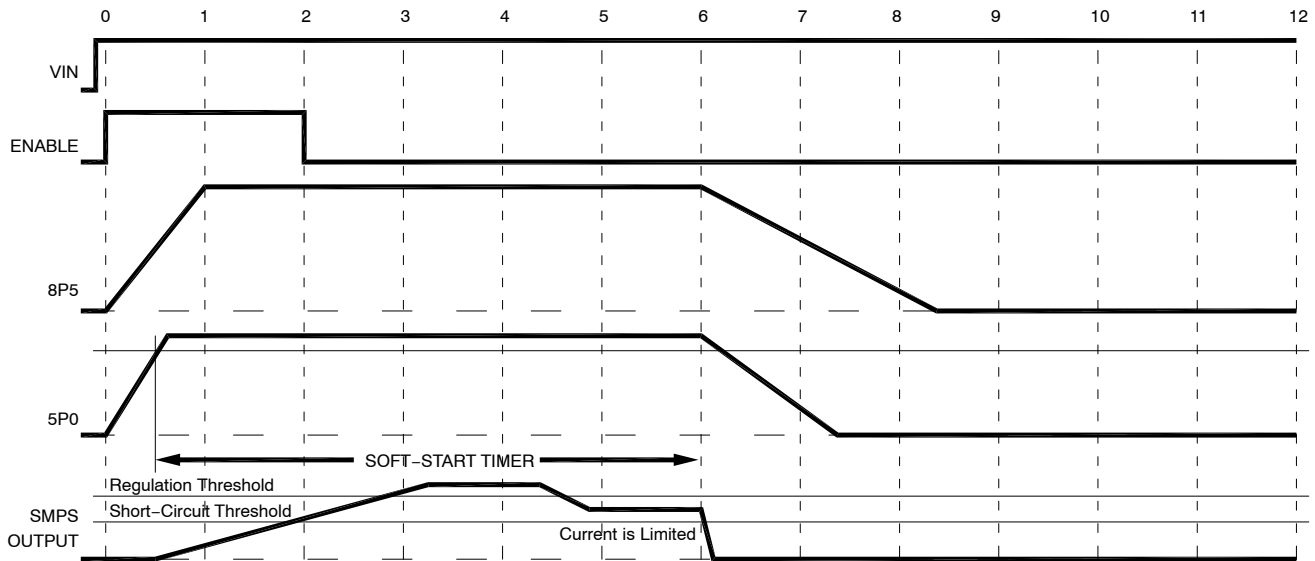 0 1 2 3 4 5 6 7 8 9 10 11 12
VIN
ENABLE
8P5
5P0
SOFT−START TIMER
Regulation Threshold
Short−Circuit Threshold
SMPS
OUTPUT
Current is Limited